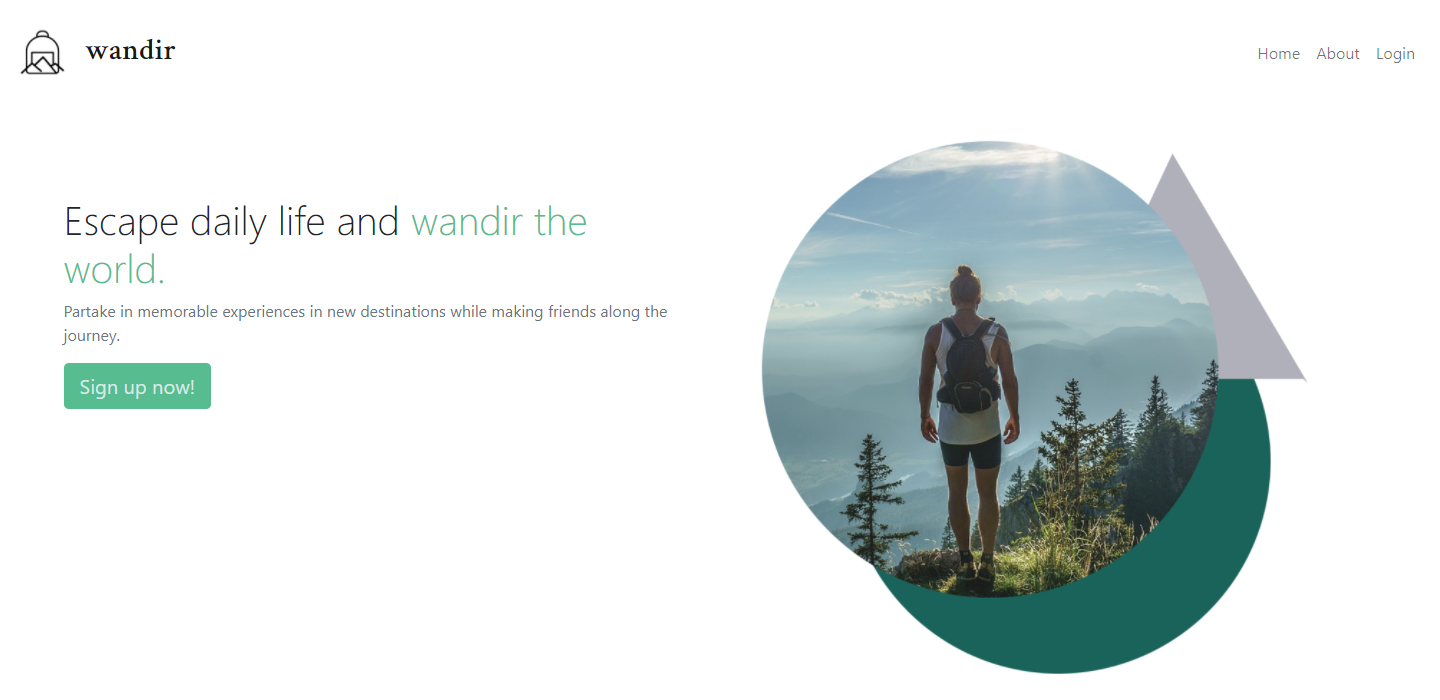 wandir
Home About Login
Escape daily life and wandir the
world.
Partake in memorable experiences in new destinations while making friends along the
journey.
Sign up now!